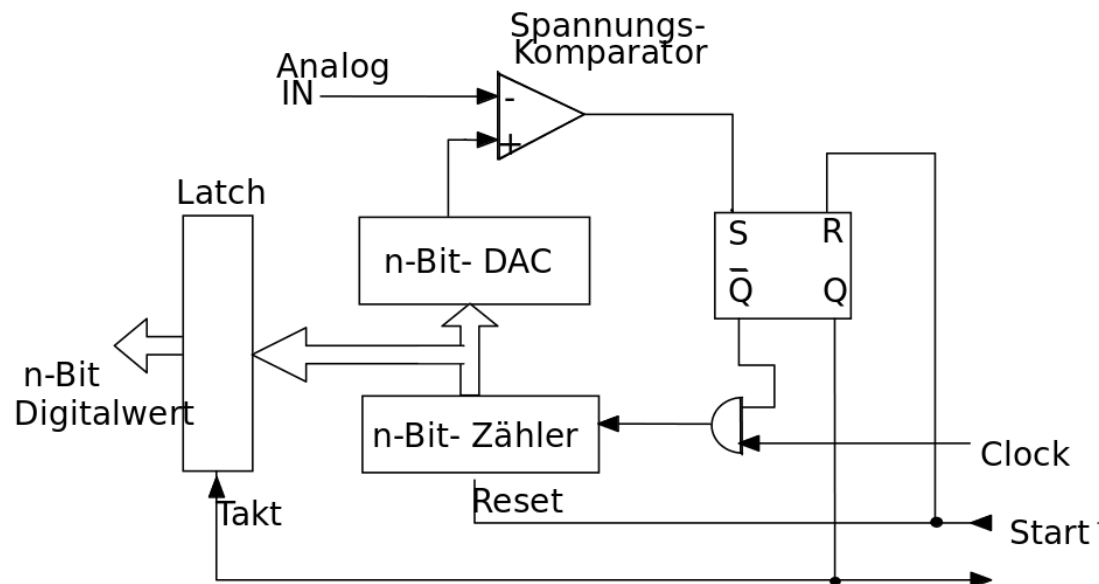 Spannungs-
Komparator
Analog
IN
-
+
Latch
S R
n-Bit- DAC
Q̅ Q
n-Bit
Digitalwert
n-Bit- Zähler
Clock
Reset
Takt
Start